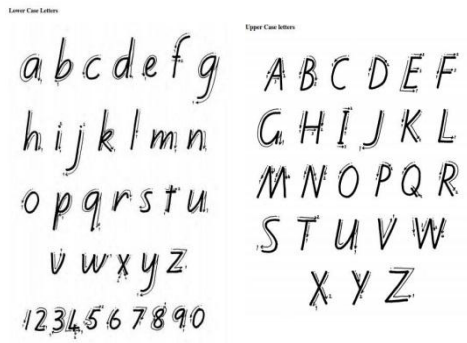 Lower Case Letters
a b c d e f g
h i j k l m n
o p q r s t u
v w x y z
1 2 3 4 5 6 7 8 9 0
Upper Case letters
A B C D E F
G H I J K L
M N O P Q R
S T U V W
X Y Z